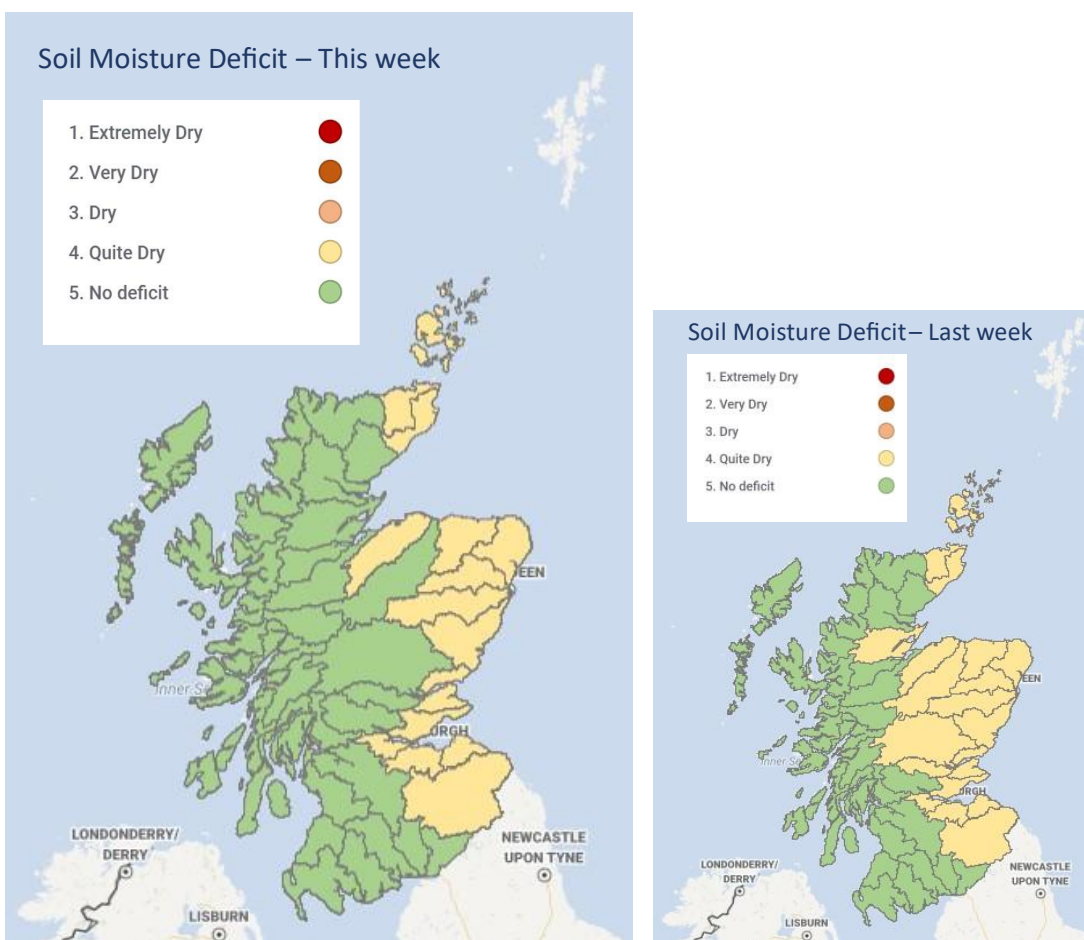 Soil Moisture Deficit – This week
1. Extremely Dry
2. Very Dry
3. Dry
4. Quite Dry
5. No deficit
EEN
Inner Se
URGH
LONDONDERRY/
DERRY
NEWCASTLE
UPON TYNE
LISBURN
Soil Moisture Deficit – Last week
1. Extremely Dry
2. Very Dry
3. Dry
4. Quite Dry
5. No deficit
EEN
Inner Se
URGH
LONDONDERRY/
DERRY
NEWCASTLE
UPON TYNE
LISBURN